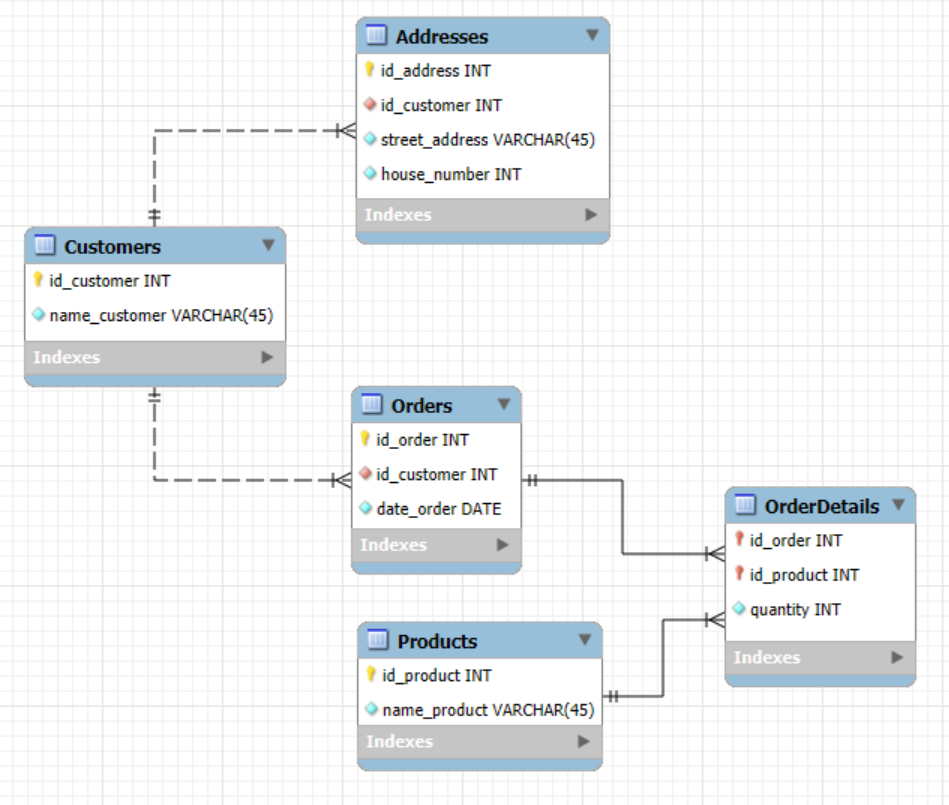 Addresses
id_address INT
id_customer INT
street_address VARCHAR(45)
house_number INT
Indexes
Customers
id_customer INT
name_customer VARCHAR(45)
Indexes
Orders
id_order INT
id_customer INT
date_order DATE
Indexes
OrderDetails
id_order INT
id_product INT
quantity INT
Indexes
Products
id_product INT
name_product VARCHAR(45)
Indexes